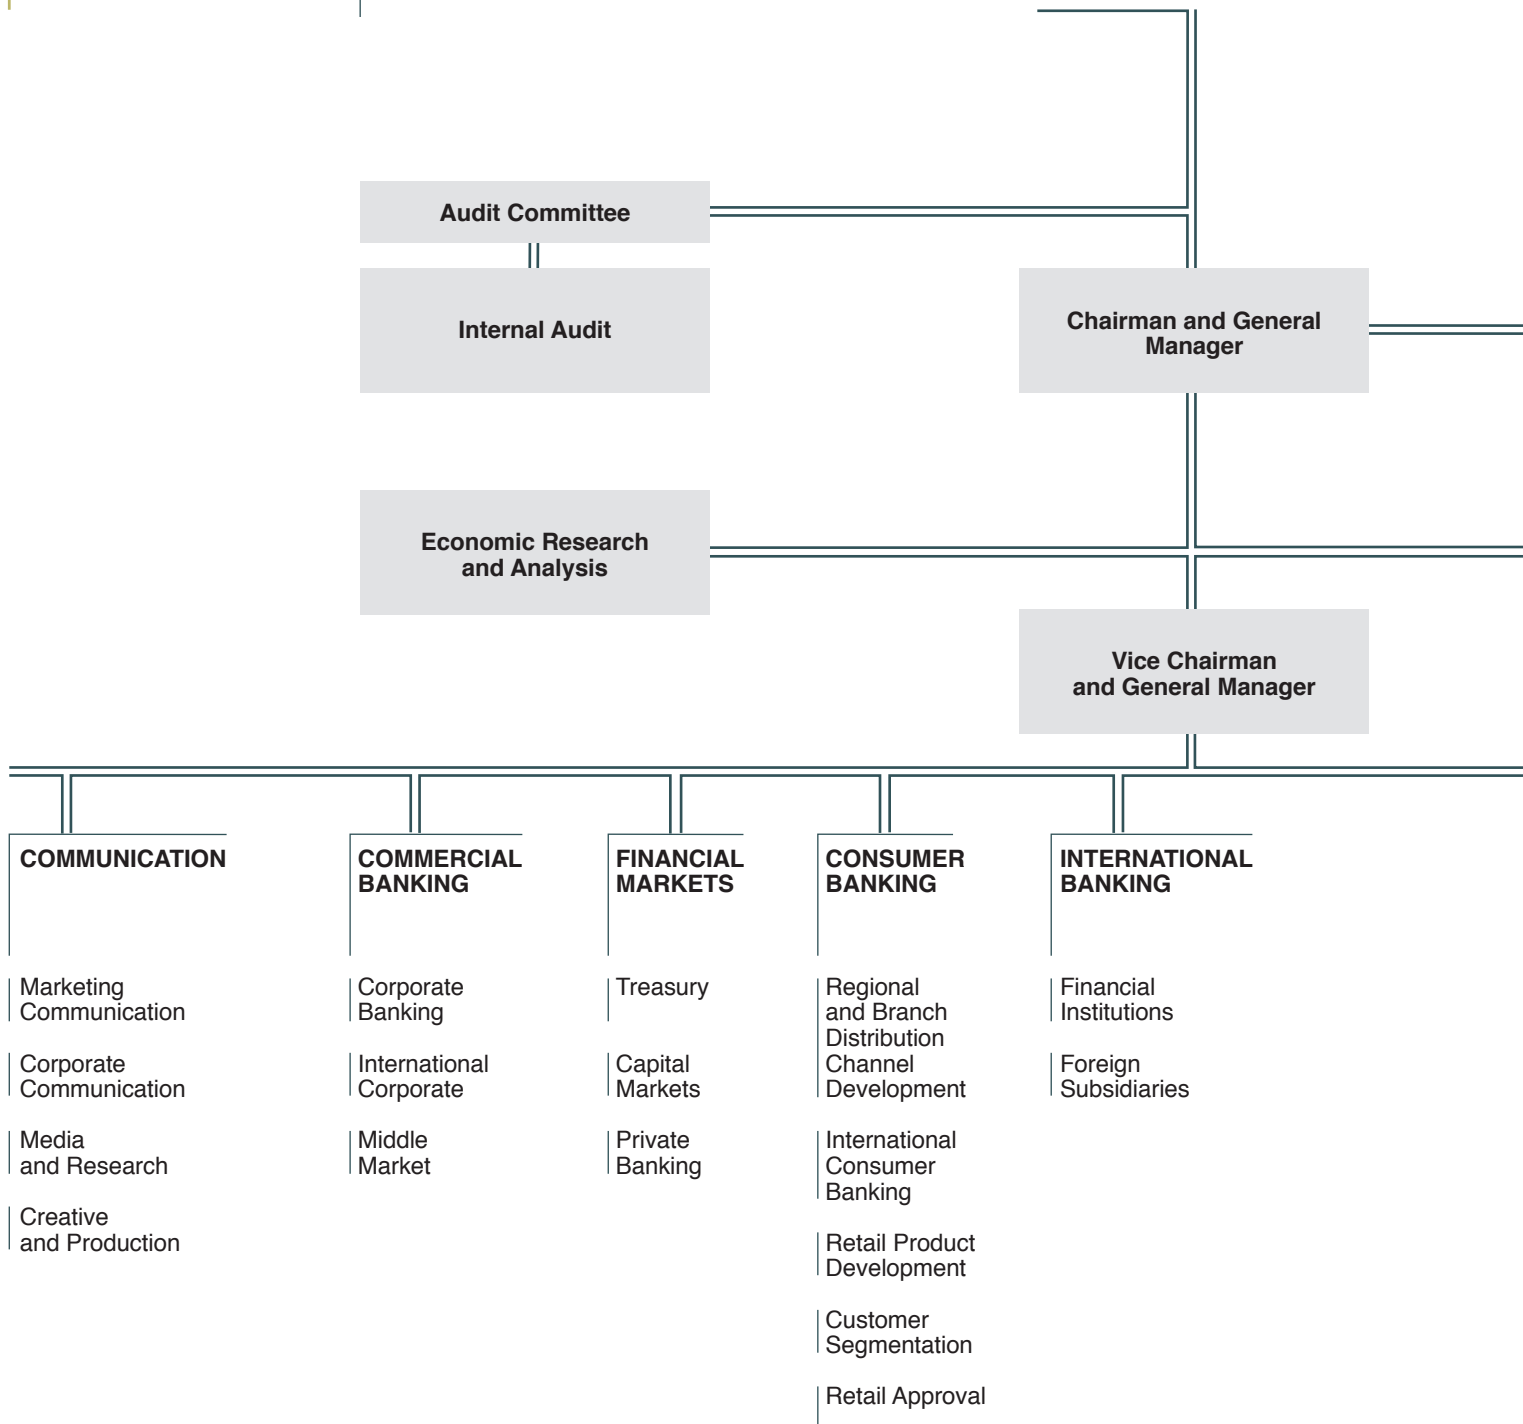 Audit Committee
Internal Audit
Chairman and General
Manager
Economic Research
and Analysis
Vice Chairman
and General Manager
COMMUNICATION
Marketing
Communication
Corporate
Communication
Media
and Research
Creative
and Production
COMMERCIAL
BANKING
Corporate
Banking
International
Corporate
Middle
Market
FINANCIAL
MARKETS
Treasury
Capital
Markets
Private
Banking
CONSUMER
BANKING
Regional
and Branch
Distribution
Channel
Development
International
Consumer
Banking
Retail Product
Development
Customer
Segmentation
Retail Approval
INTERNATIONAL
BANKING
Financial
Institutions
Foreign
Subsidiaries